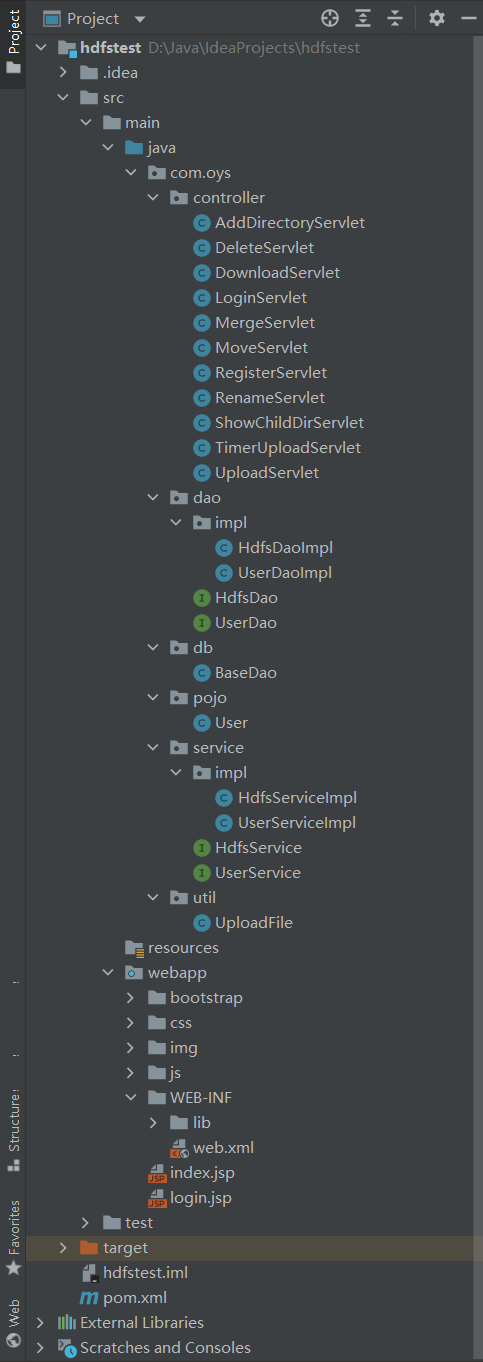 Project
Project
hdfstest D:\Java\IdeaProjects\hdfstest
.idea
src
main
java
com.oys
controller
C AddDirectoryServlet
C DeleteServlet
C DownloadServlet
C LoginServlet
C MergeServlet
C MoveServlet
C RegisterServlet
C RenameServlet
C ShowChildDirServlet
C TimerUploadServlet
C UploadServlet
dao
impl
C HdfsDaoImpl
C UserDaoImpl
I HdfsDao
I UserDao
db
C BaseDao
pojo
C User
service
impl
C HdfsServiceImpl
C UserServiceImpl
I HdfsService
I UserService
util
C UploadFile
resources
webapp
bootstrap
css
img
js
WEB-INF
lib
web.xml
JSP index.jsp
JSP login.jsp
test
target
hdfstest.iml
m pom.xml
External Libraries
Scratches and Consoles
Structure
Favorites
Web